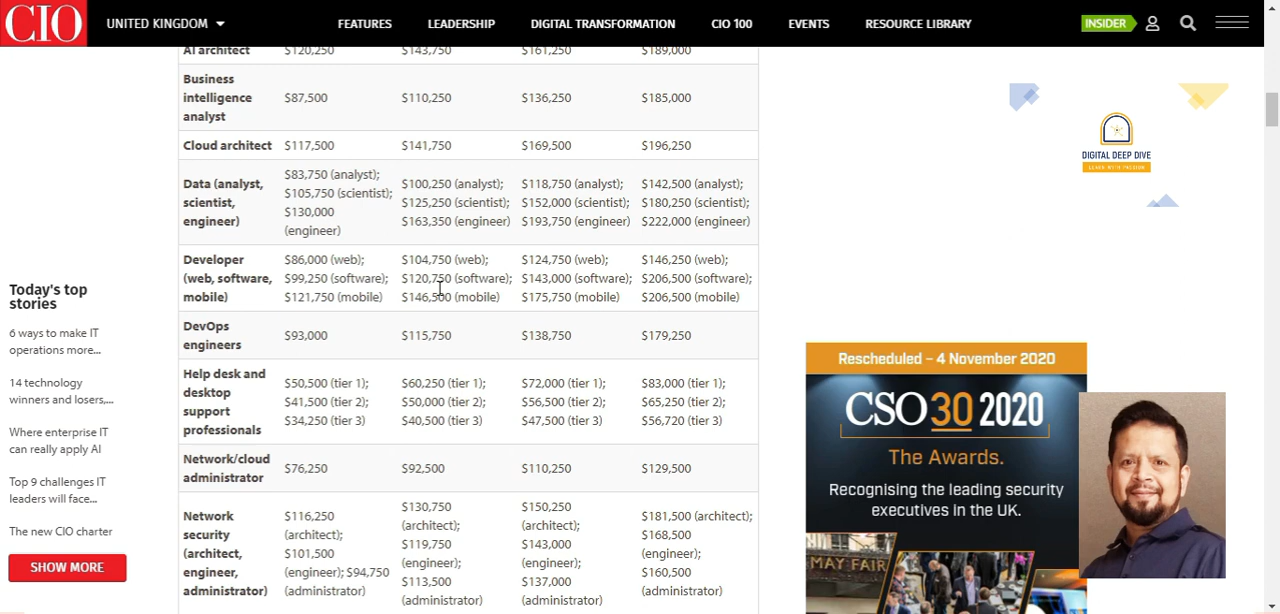 CIO
UNITED KINGDOM
FEATURES
LEADERSHIP
DIGITAL TRANSFORMATION
CIO 100
EVENTS
RESOURCE LIBRARY
INSIDER
AI architect $120,250 $143,750 $161,250 $189,000
Business
intelligence $87,500 $110,250 $136,250 $185,000
analyst
Cloud architect $117,500 $141,750 $169,500 $196,250
Data (analyst,
scientist,
engineer)
$83,750 (analyst);
$105,750 (scientist);
$130,000
(engineer)
$100,250 (analyst);
$125,250 (scientist);
$163,350 (engineer)
$118,750 (analyst);
$152,000 (scientist);
$193,750 (engineer)
$142,500 (analyst);
$180,250 (scientist);
$222,000 (engineer)
Developer
(web, software,
mobile)
$86,000 (web);
$99,250 (software);
$121,750 (mobile)
$104,750 (web);
$120,750 (software);
$146,500 (mobile)
$124,750 (web);
$143,000 (software);
$175,750 (mobile)
$146,250 (web);
$206,500 (software);
$206,500 (mobile)
DevOps
engineers
$93,000 $115,750 $138,750 $179,250
Help desk and
desktop
support
professionals
$50,500 (tier 1);
$41,500 (tier 2);
$34,250 (tier 3)
$60,250 (tier 1);
$50,000 (tier 2);
$40,500 (tier 3)
$72,000 (tier 1);
$56,500 (tier 2);
$47,500 (tier 3)
$83,000 (tier 1);
$65,250 (tier 2);
$56,720 (tier 3)
Network/cloud
administrator
$76,250 $92,500 $110,250 $129,500
Network
security
(architect,
engineer,
administrator)
$116,250
(architect);
$101,500
(engineer); $94,750
(administrator)
$130,750
(architect);
$119,750
(engineer);
$113,500
(administrator)
$150,250
(architect);
$143,000
(engineer);
$137,000
(administrator)
$181,500 (architect);
$168,500
(engineer);
$160,500
(administrator)
Today's top
stories
6 ways to make IT
operations more...
14 technology
winners and losers,...
Where enterprise IT
can really apply AI
Top 9 challenges IT
leaders will face...
The new CIO charter
SHOW MORE
DIGITAL DEEP DIVE
LEARN WITH PASSION
Rescheduled – 4 November 2020
CSO30 2020
The Awards.
Recognising the leading security
executives in the UK.
MAY FAIR